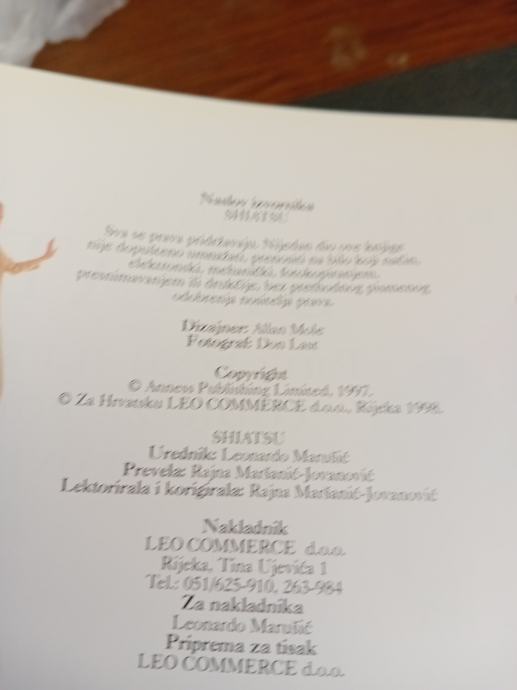 Naslov izvornika
SHIATSU
Sva se prava pridržavaju. Nijedan dio ove knjige
nije dopušteno umnažati, prenositi na bilo koji način,
elektronski, mehanički, fotokopiranjem,
presnimavanjem ili drukčije, bez prethodnog pismenog
odobrenja nositelja prava.
Dizajner: Allan Mole
Fotograf: Don Last
Copyright
© Anness Publishing Limited, 1997.
© Za Hrvatsku LEO COMMERCE d.o.o., Rijeka 1998.
SHIATSU
Urednik: Leonardo Marušić
Prevela: Rajna Maršanić-Jovanović
Lektorirala i korigirala: Rajna Maršanić-Jovanović
Nakladnik
LEO COMMERCE d.o.o.
Rijeka, Tina Ujevića 1
Tel.: 051/625-910, 263-984
Za nakladnika
Leonardo Marušić
Priprema za tisak
LEO COMMERCE d.o.o.